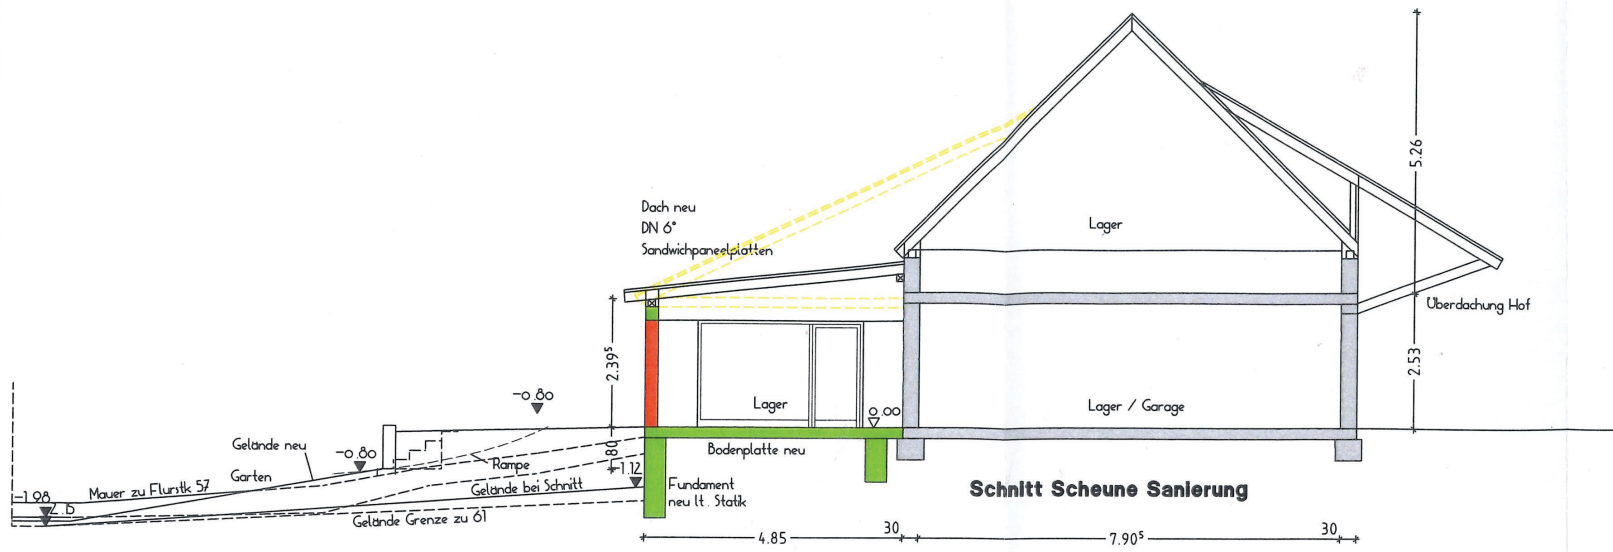 5.26
Lager
Dach neu
DN 6°
Sandwichpaneelplatten
Überdachung Hof
2.39⁵
2.53
-0.80
Lager
0.00
Lager / Garage
Gelände neu
-0.80
Garten
Rampe
.80
-1.12
Bodenplatte neu
-1.98
Mauer zu Flurstk 57
Gelände bei Schnitt
Gelände Grenze zu 61
Fundament
neu lt. Statik
Schnitt Scheune Sanierung
4.85
30
7.90⁵
30